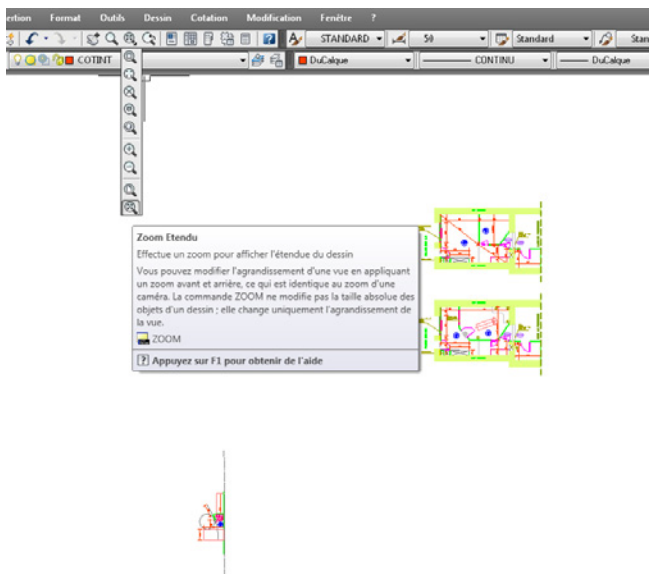 ertion Format Outils Dessin Cotation Modification Fenêtre ?
STANDARD 50 Standard Stan
COTINT DuCalque CONTINU DuCalque
Zoom Etendu
Effectue un zoom pour afficher l'étendue du dessin
Vous pouvez modifier l'agrandissement d'une vue en appliquant
un zoom avant et arrière, ce qui est identique au zoom d'une
caméra. La commande ZOOM ne modifie pas la taille absolue des
objets d'un dessin ; elle change uniquement l'agrandissement de
la vue.
ZOOM
? Appuyez sur F1 pour obtenir de l'aide